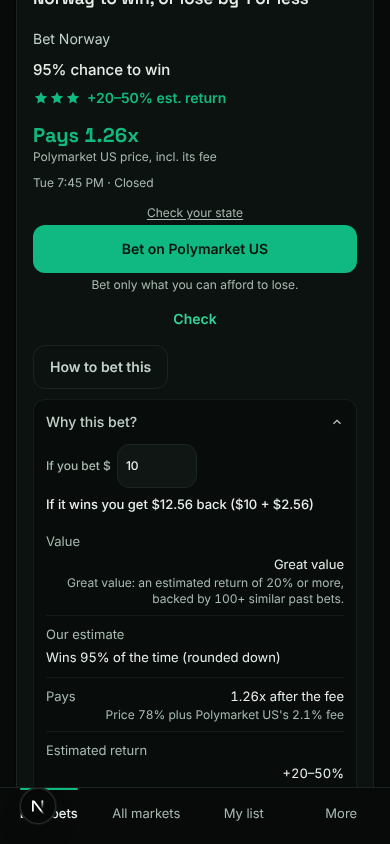 Bet Norway
95% chance to win
+20–50% est. return
Pays 1.26x
Polymarket US price, incl. its fee
Tue 7:45 PM · Closed
Check your state
Bet on Polymarket US
Bet only what you can afford to lose.
Check
How to bet this
Why this bet?
If you bet $ 10
If it wins you get $12.56 back ($10 + $2.56)
Value
Great value
Great value: an estimated return of 20% or more,
backed by 100+ similar past bets.
Our estimate
Wins 95% of the time (rounded down)
Pays 1.26x after the fee
Price 78% plus Polymarket US's 2.1% fee
Estimated return
+20–50%
N bets All markets My list More